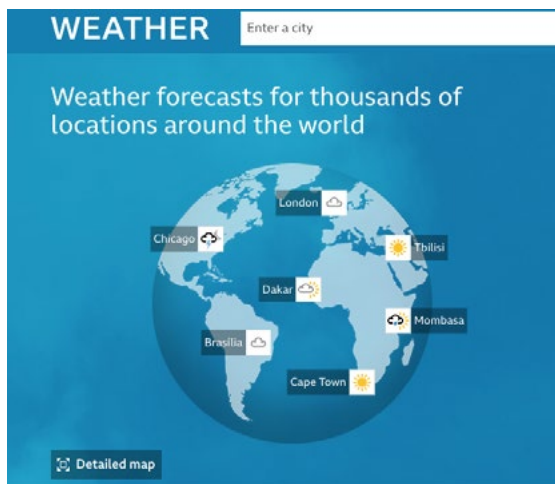 WEATHER
Enter a city
Weather forecasts for thousands of
locations around the world
London
Chicago
Tbilisi
Dakar
Mombasa
Brasília
Cape Town
Detailed map